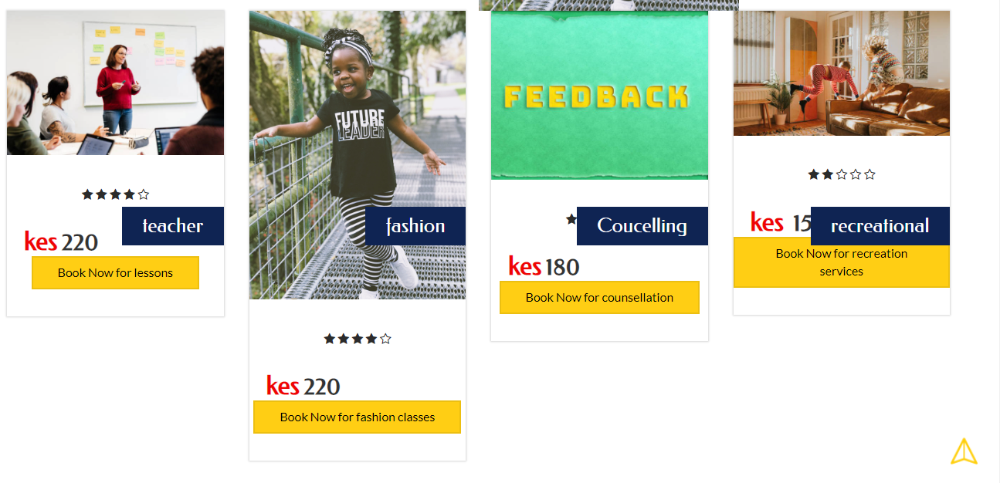 teacher
kes 220
Book Now for lessons
FUTURE
LEADER
fashion
kes 220
Book Now for fashion classes
FEEDBACK
Coucelling
kes 180
Book Now for counsellation
recreational
kes 15
Book Now for recreation
services